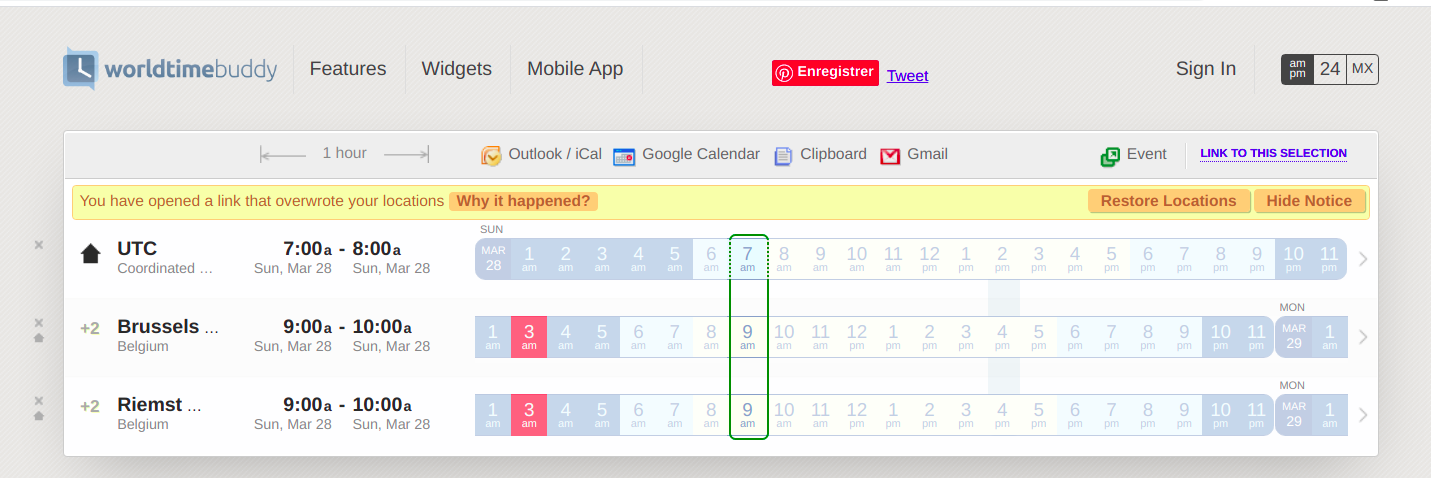 worldtimebuddy Features Widgets Mobile App Enregistrer Tweet Sign In am pm 24 MX
1 hour Outlook / iCal Google Calendar Clipboard Gmail Event LINK TO THIS SELECTION
You have opened a link that overwrote your locations Why it happened? Restore Locations Hide Notice
SUN
UTC 7:00a - 8:00a MAR 28 1 am 2 am 3 am 4 am 5 am 6 am 7 am 8 am 9 am 10 am 11 am 12 pm 1 pm 2 pm 3 pm 4 pm 5 pm 6 pm 7 pm 8 pm 9 pm 10 pm 11 pm
Coordinated ... Sun, Mar 28 Sun, Mar 28
MON
+2 Brussels ... 9:00a - 10:00a 1 am 3 am 4 am 5 am 6 am 7 am 8 am 9 am 10 am 11 am 12 pm 1 pm 2 pm 3 pm 4 pm 5 pm 6 pm 7 pm 8 pm 9 pm 10 pm 11 pm MAR 29 1 am
Belgium Sun, Mar 28 Sun, Mar 28
MON
+2 Riemst ... 9:00a - 10:00a 1 am 3 am 4 am 5 am 6 am 7 am 8 am 9 am 10 am 11 am 12 pm 1 pm 2 pm 3 pm 4 pm 5 pm 6 pm 7 pm 8 pm 9 pm 10 pm 11 pm MAR 29 1 am
Belgium Sun, Mar 28 Sun, Mar 28